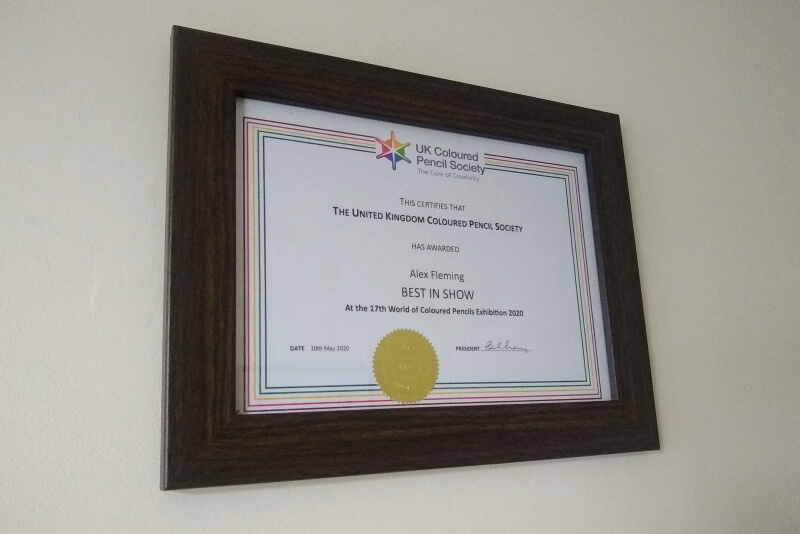 UK Coloured
Pencil Society
The Core of Creativity
THIS CERTIFIES THAT
THE UNITED KINGDOM COLOURED PENCIL SOCIETY
HAS AWARDED
Alex Fleming
BEST IN SHOW
At the 17th World of Coloured Pencils Exhibition 2020
DATE 10th May 2020
PRESIDENT